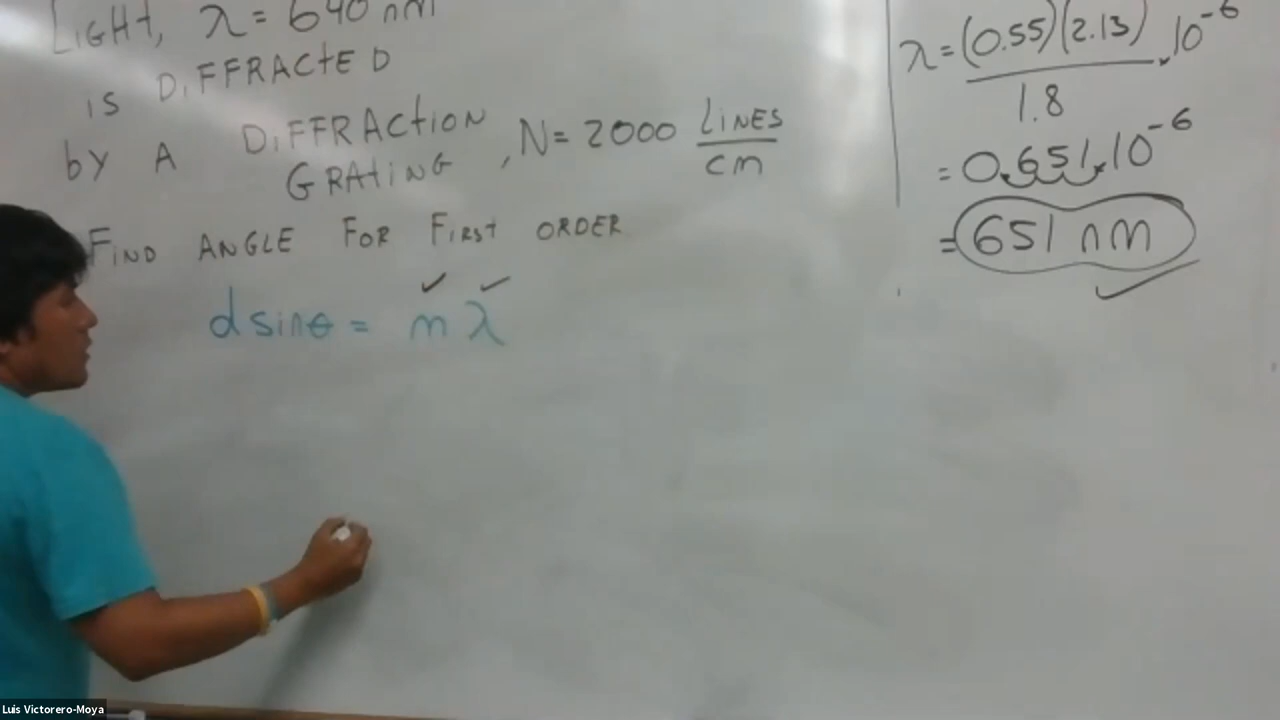 LIGHT, λ = 640 nm
IS DIFFRACTED
by A DIFFRACTION GRATING, N = 2000 LINES/cm
FIND ANGLE FOR FIRST ORDER
d sinθ = m λ
λ = (0.55)(2.13)/1.8 · 10⁻⁶
= 0.651 · 10⁻⁶
= 651 nm
Luis Victorero-Moya